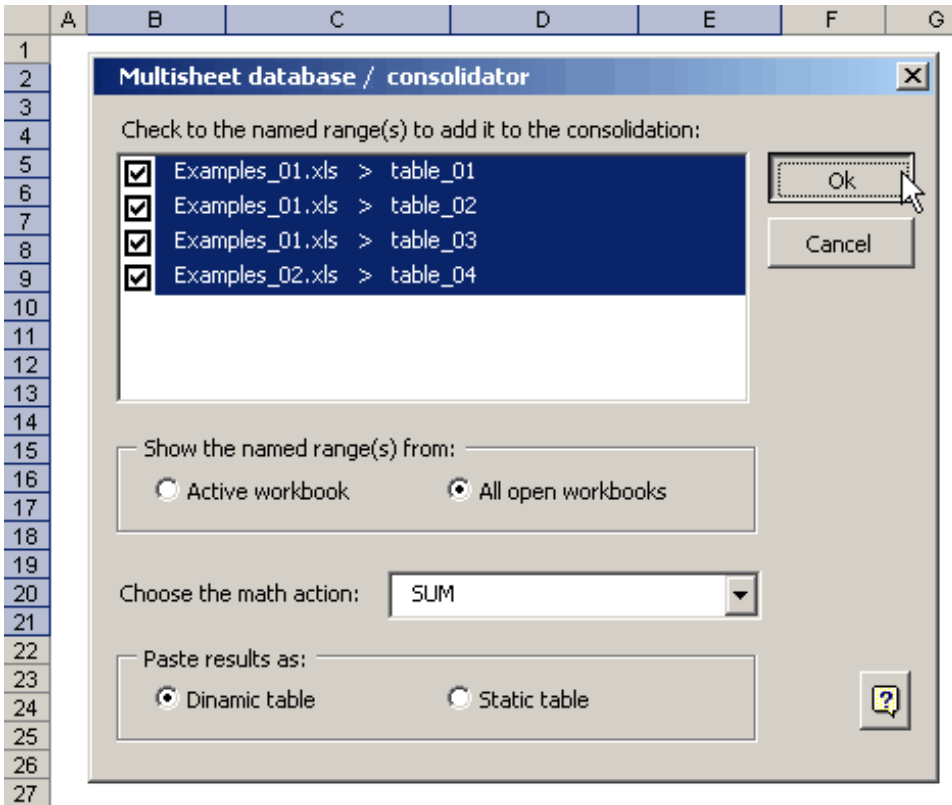 A B C D E F G
1
2
Multisheet database / consolidator
3
4
Check to the named range(s) to add it to the consolidation:
5
Examples_01.xls > table_01
Ok
6
Examples_01.xls > table_02
7
8
Examples_01.xls > table_03
Cancel
9
Examples_02.xls > table_04
10
11
12
13
14
15
Show the named range(s) from:
16
Active workbook All open workbooks
17
18
19
20
Choose the math action: SUM
21
22
Paste results as:
23
24
Dinamic table Static table
?
25
26
27